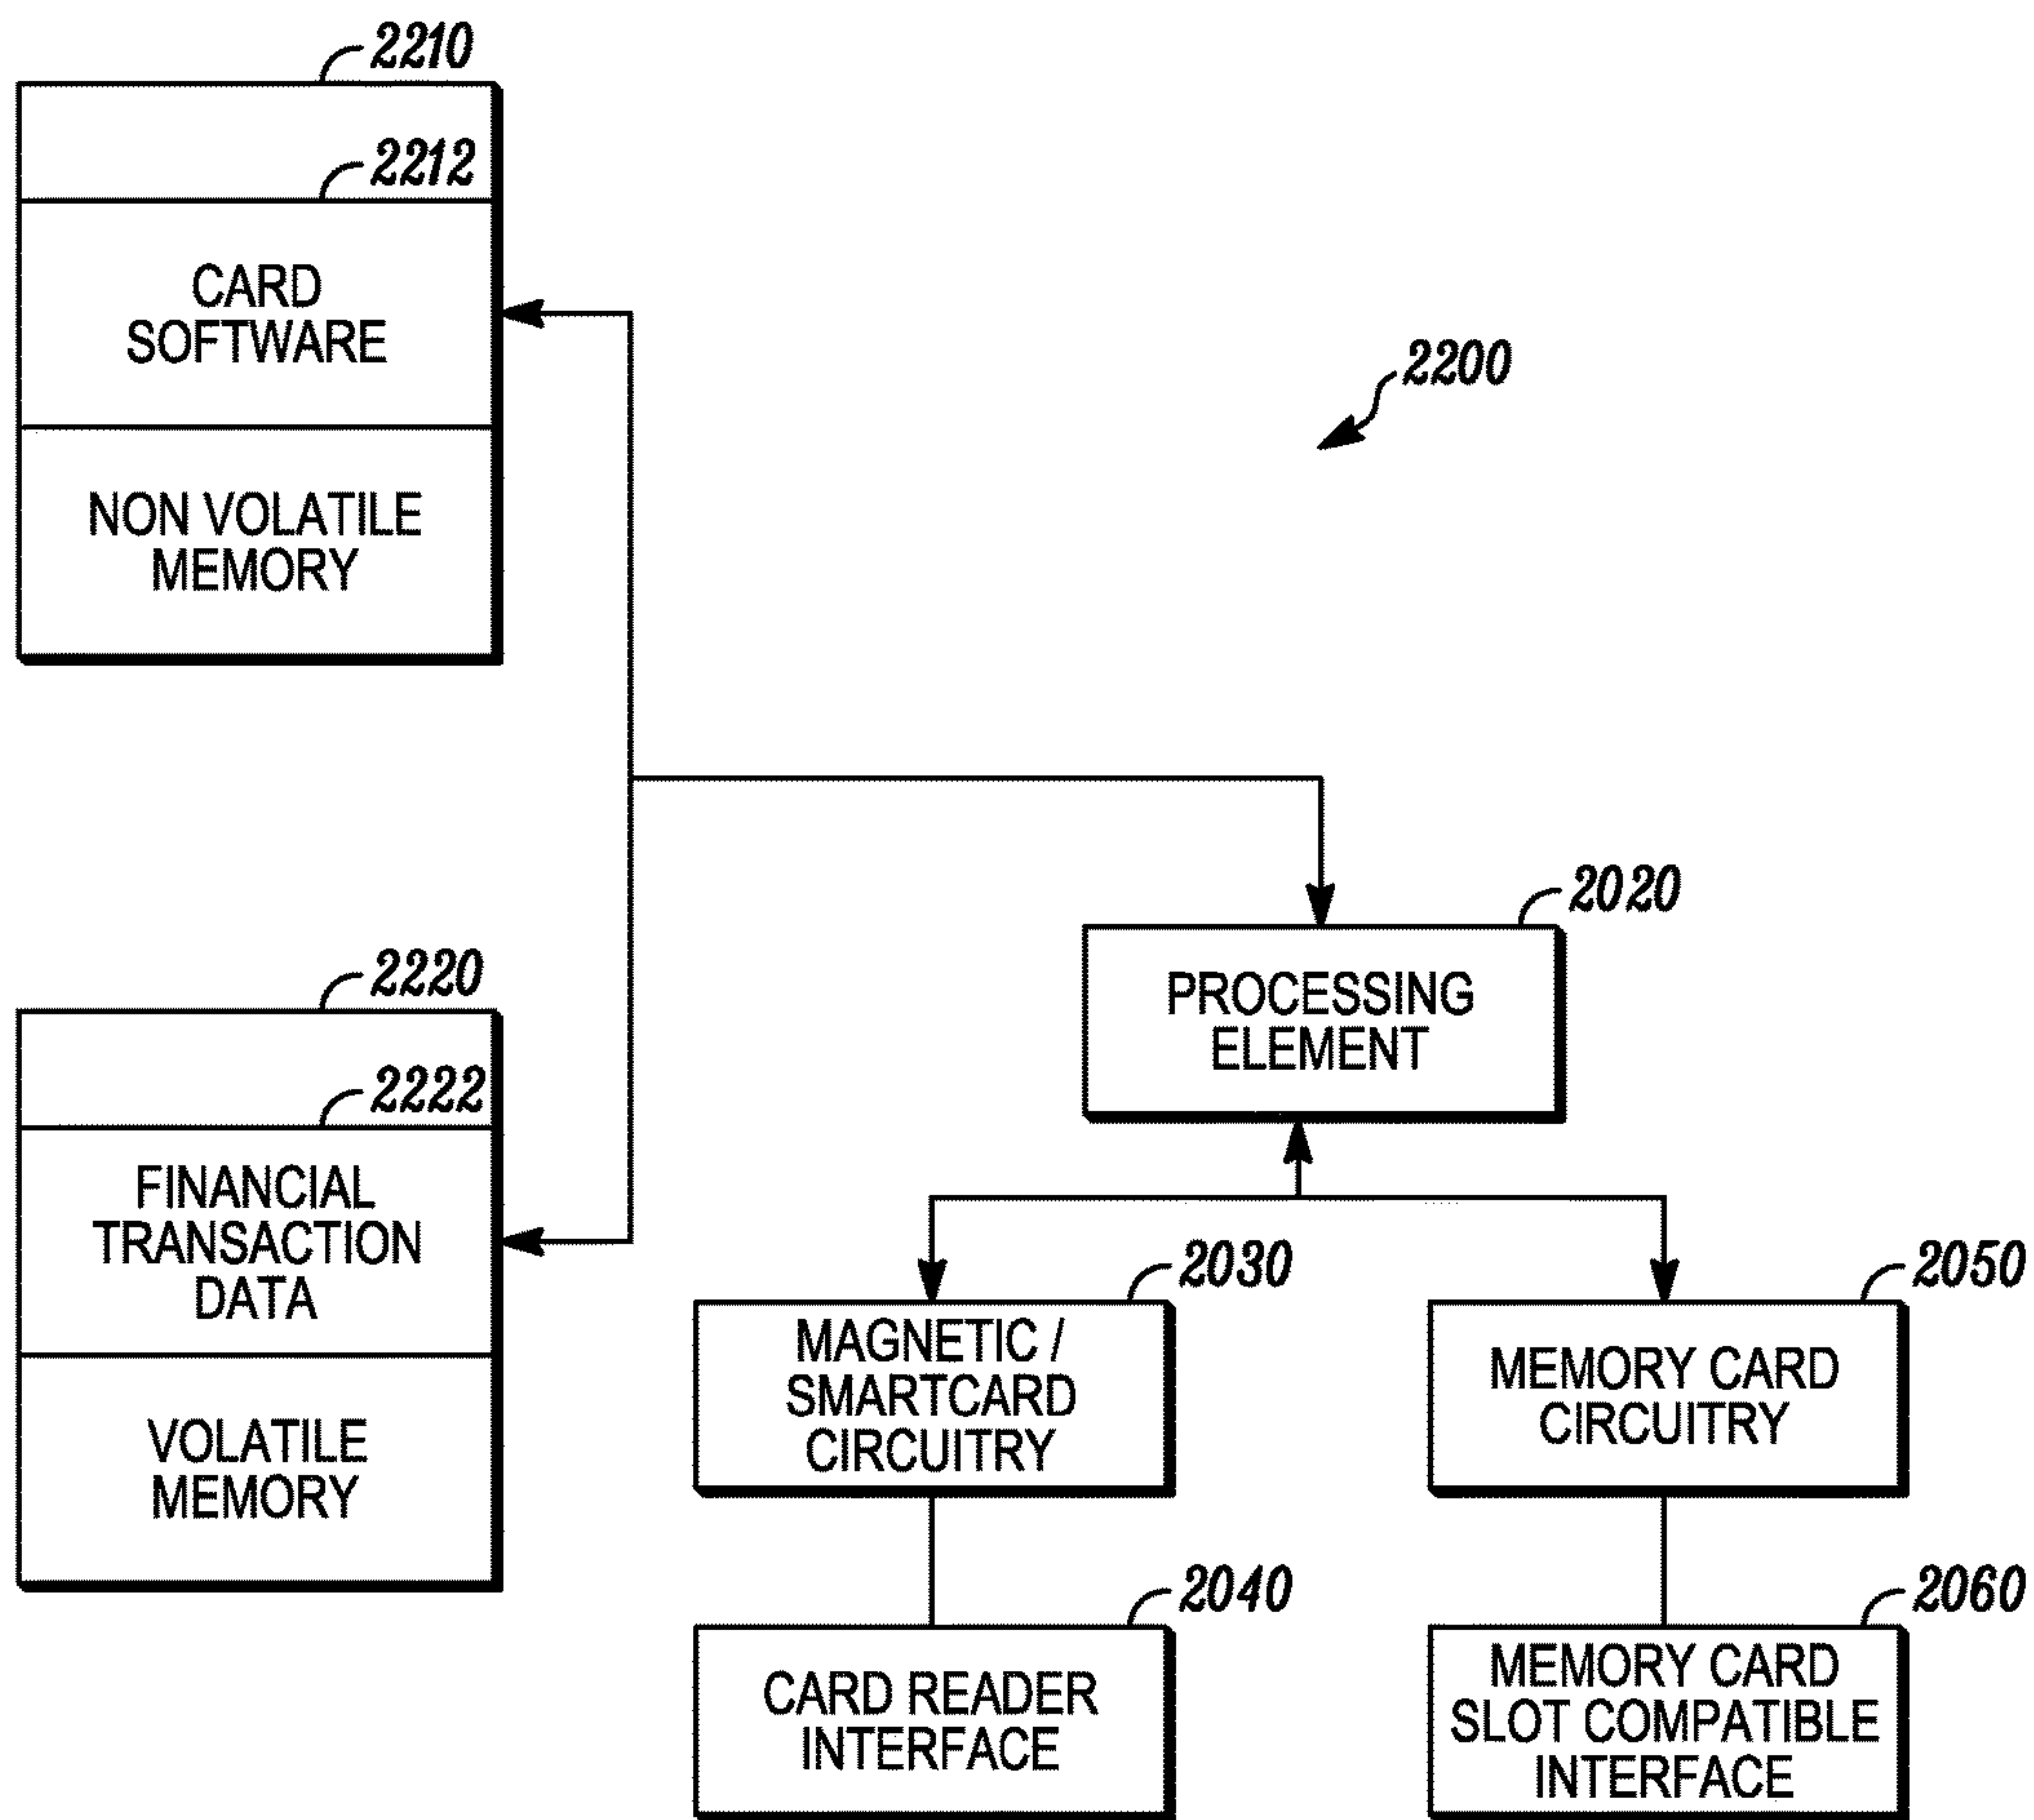 2210
2212
CARD
SOFTWARE
NON VOLATILE
MEMORY
2200
2020
PROCESSING
ELEMENT
2220
2222
FINANCIAL
TRANSACTION
DATA
VOLATILE
MEMORY
2030
MAGNETIC /
SMARTCARD
CIRCUITRY
2050
MEMORY CARD
CIRCUITRY
2040
CARD READER
INTERFACE
2060
MEMORY CARD
SLOT COMPATIBLE
INTERFACE